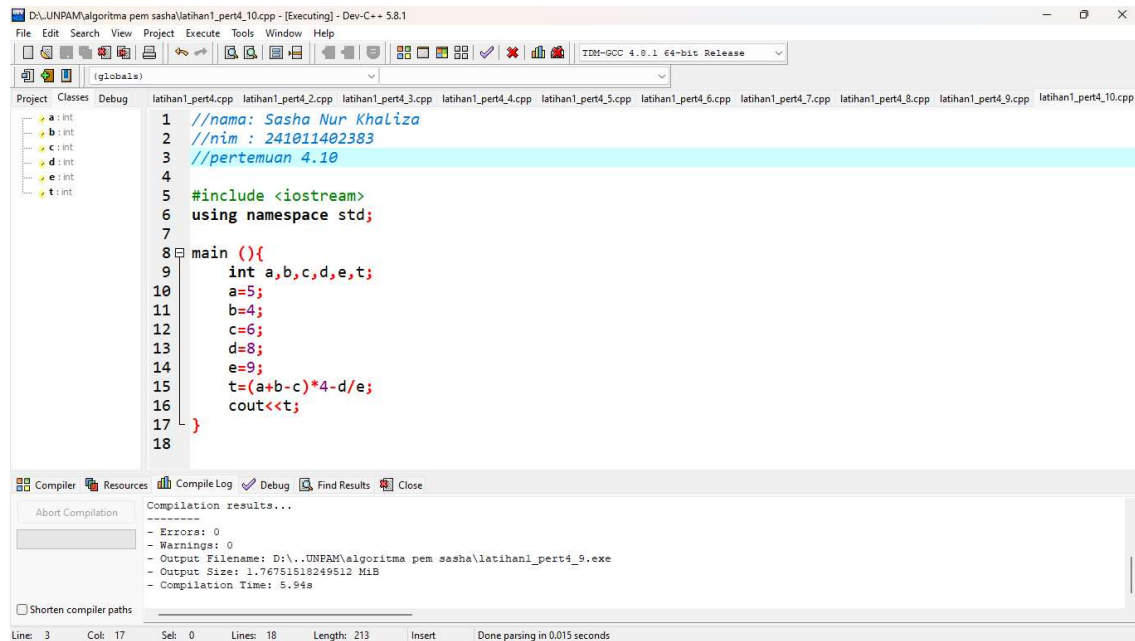 D:\..UNPAM\algoritma pem sasha\latihan1_pert4_10.cpp - [Executing] - Dev-C++ 5.8.1
File Edit Search View Project Execute Tools Window Help
TDM-GCC 4.8.1 64-bit Release
(globals)
Project Classes Debug
latihan1_pert4.cpp latihan1_pert4_2.cpp latihan1_pert4_3.cpp latihan1_pert4_4.cpp latihan1_pert4_5.cpp latihan1_pert4_6.cpp latihan1_pert4_7.cpp latihan1_pert4_8.cpp latihan1_pert4_9.cpp latihan1_pert4_10.cpp
a : int
b : int
c : int
d : int
e : int
t : int
1 //nama: Sasha Nur Khaliza
2 //nim : 241011402383
3 //pertemuan 4.10
4
5 #include <iostream>
6 using namespace std;
7
8 main (){
9 int a,b,c,d,e,t;
10 a=5;
11 b=4;
12 c=6;
13 d=8;
14 e=9;
15 t=(a+b-c)*4-d/e;
16 cout<<t;
17 }
18
Compiler Resources Compile Log Debug Find Results Close
Abort Compilation
Shorten compiler paths
Compilation results...
--------
- Errors: 0
- Warnings: 0
- Output Filename: D:\..UNPAM\algoritma pem sasha\latihan1_pert4_9.exe
- Output Size: 1.76751518249512 MiB
- Compilation Time: 5.94s
Line: 3 Col: 17 Sel: 0 Lines: 18 Length: 213 Insert Done parsing in 0.015 seconds